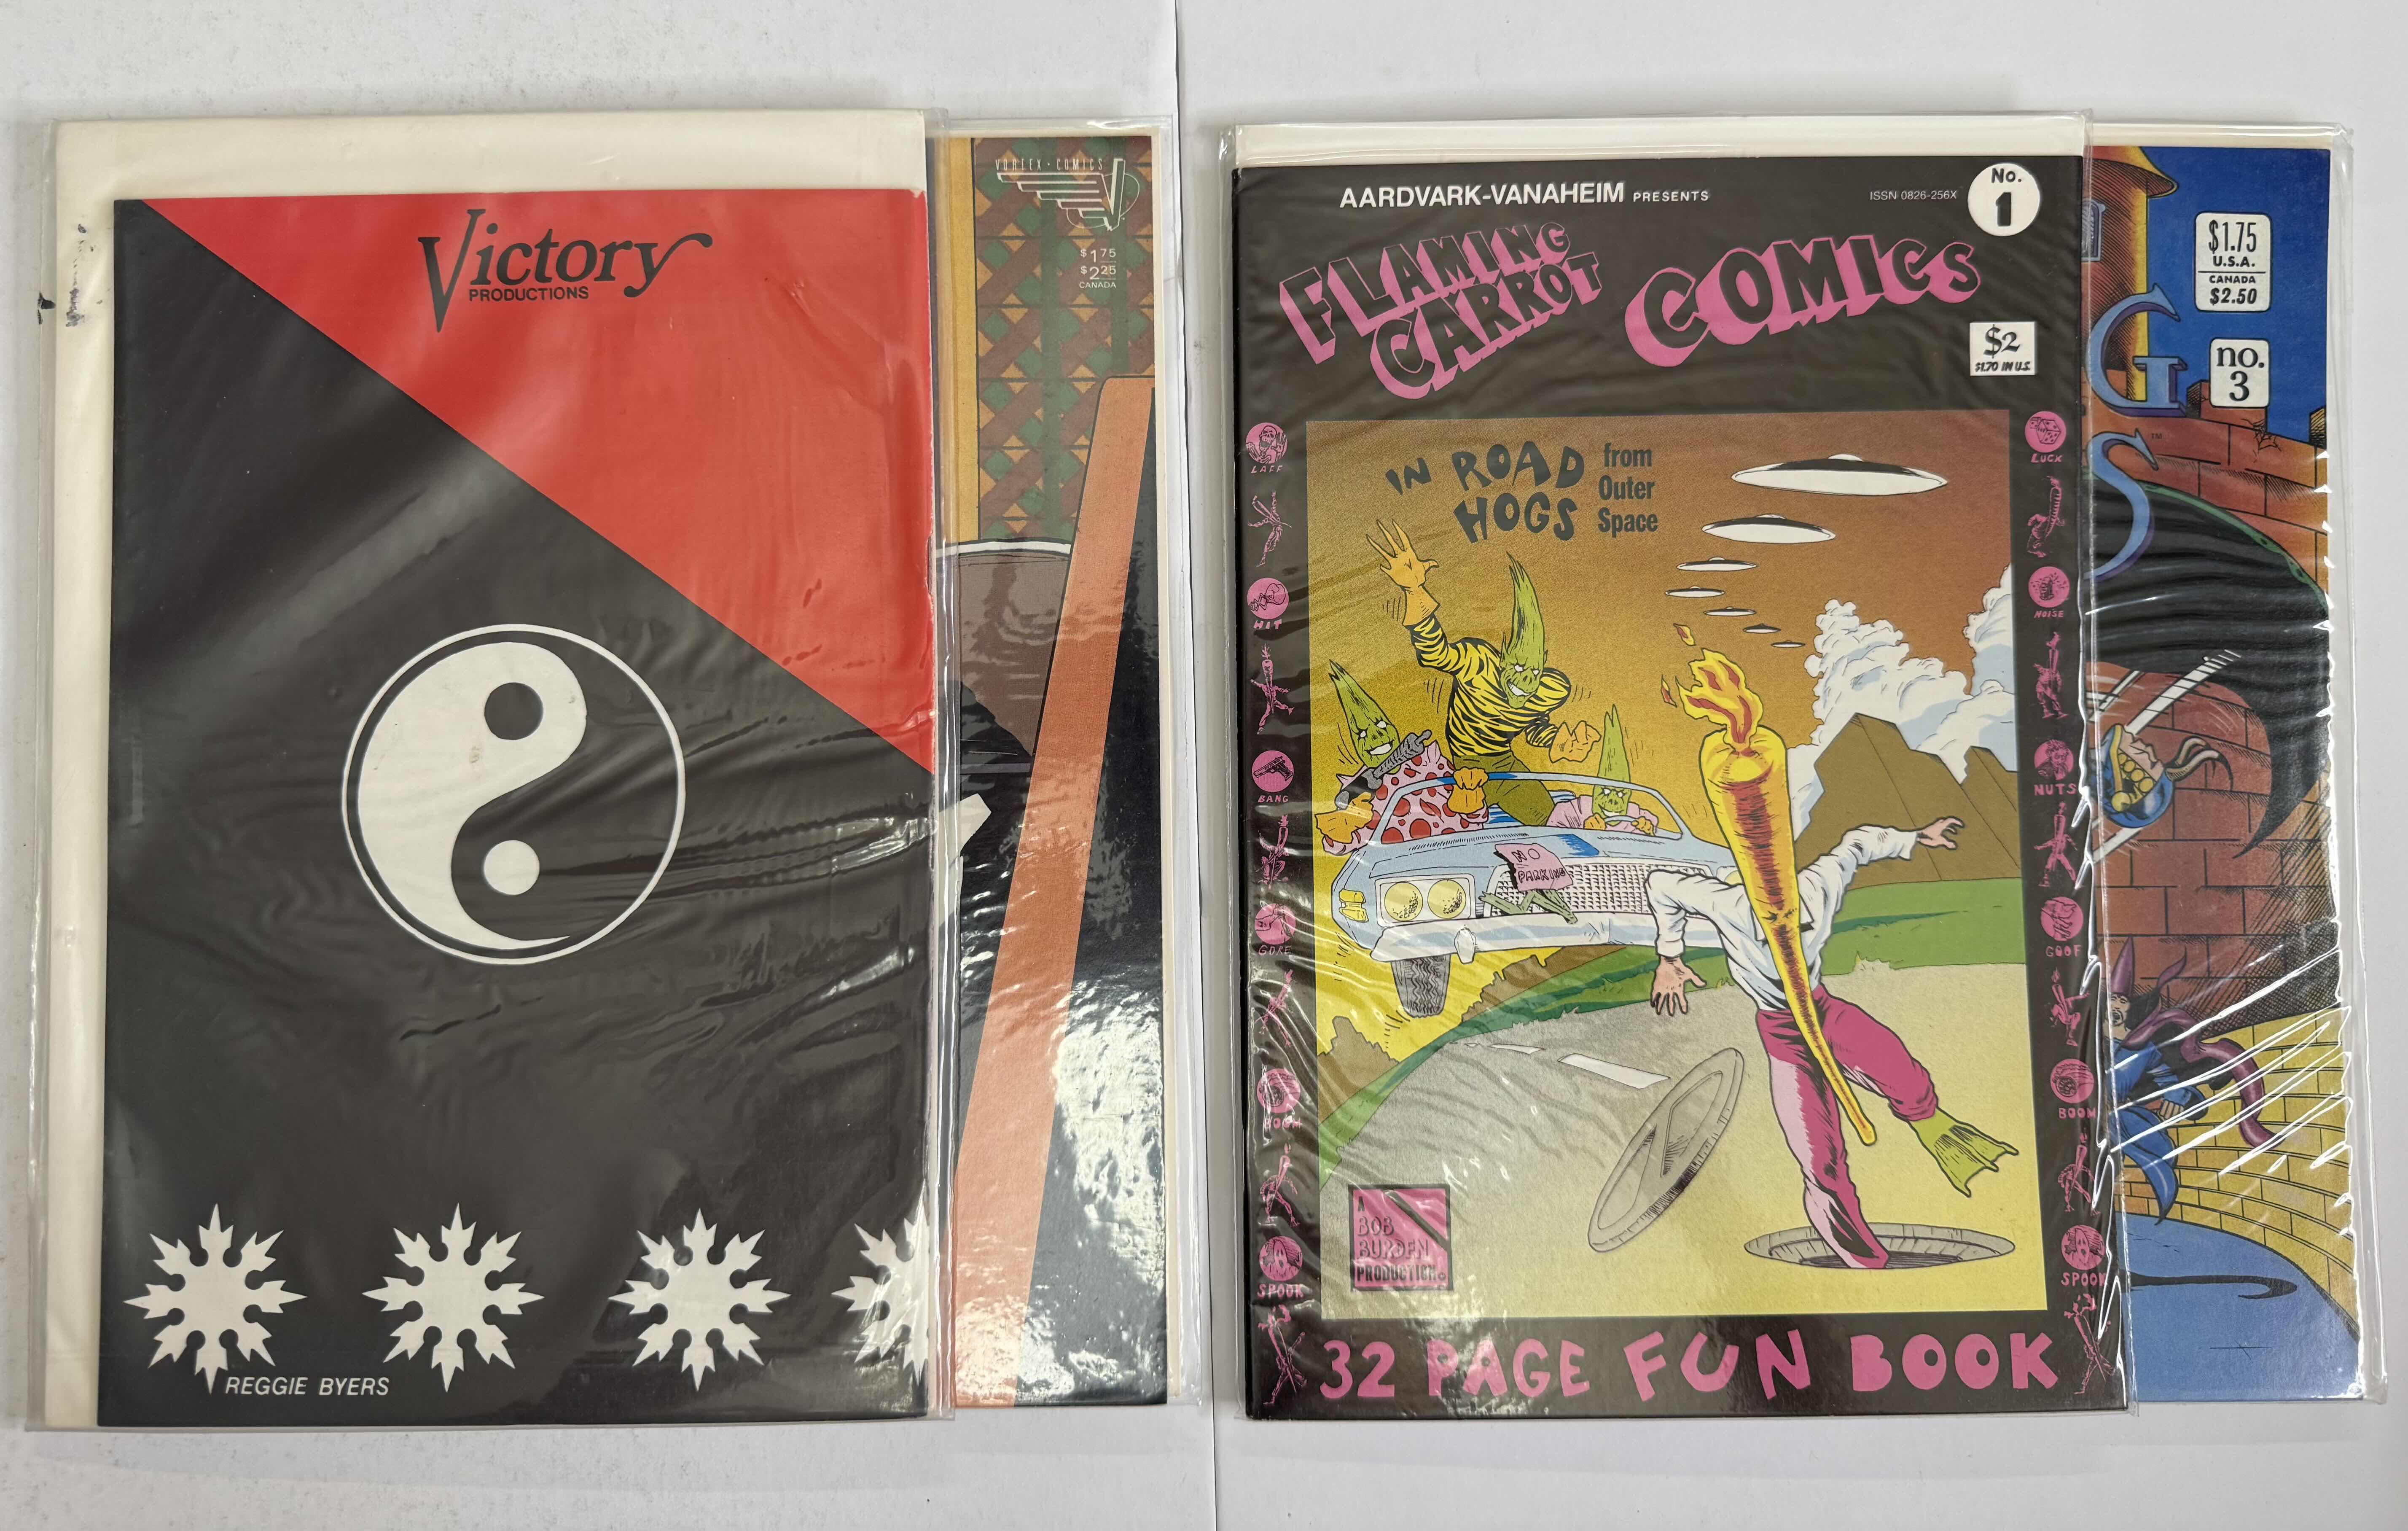 Victory
PRODUCTIONS
REGGIE BYERS
VORTEX • COMICS
$1 75
$2 25
CANADA
AARDVARK-VANAHEIM PRESENTS
ISSN 0826-256X
No.
1
FLAMING
CARROT
COMICS
$2
$1.70 IN U.S.
IN ROAD
HOGS
from
Outer
Space
LAFF
HIT
BANG
GORE
SPOOK
LUCK
NOISE
NUTS
GOOF
BOOM
SPOOK
NO
PARKING
A
BOB
BURDEN
PRODUCTION.
32 PAGE FUN BOOK
$1.75
U.S.A.
CANADA
$2.50
no.
3
G
S™